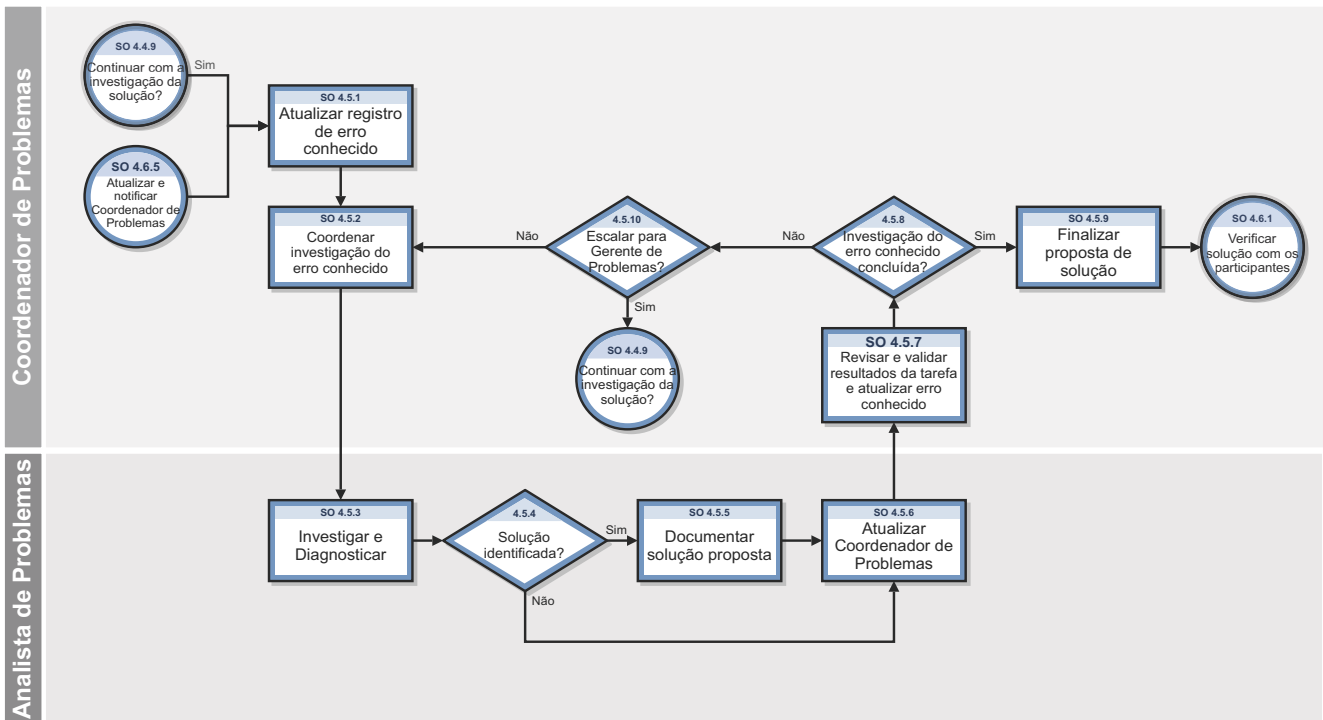 Coordenador de Problemas
SO 4.4.9
Continuar com a
investigação da
solução?
Sim
SO 4.6.5
Atualizar e
notificar
Coordenador de
Problemas
SO 4.5.1
Atualizar registro
de erro
conhecido
SO 4.5.2
Coordenar
investigação do
erro conhecido
Não
4.5.10
Escalar para
Gerente de
Problemas?
Sim
SO 4.4.9
Continuar com a
investigação da
solução?
Não
4.5.8
Investigação do
erro conhecido
concluída?
Sim
SO 4.5.9
Finalizar
proposta de
solução
SO 4.6.1
Verificar
solução com os
participantes
SO 4.5.7
Revisar e validar
resultados da tarefa
e atualizar erro
conhecido
Analista de Problemas
SO 4.5.3
Investigar e
Diagnosticar
4.5.4
Solução
identificada?
Sim
Não
SO 4.5.5
Documentar
solução proposta
SO 4.5.6
Atualizar
Coordenador de
Problemas